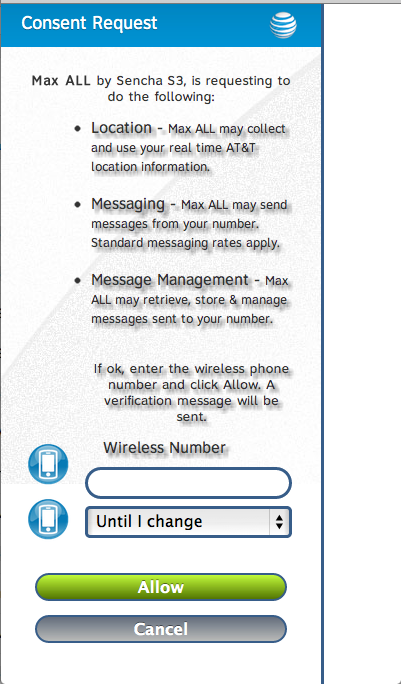 Consent Request
Max ALL by Sencha S3, is requesting to
do the following:
• Location - Max ALL may collect
and use your real time AT&T
location information.
• Messaging - Max ALL may send
messages from your number.
Standard messaging rates apply.
• Message Management - Max
ALL may retrieve, store & manage
messages sent to your number.
If ok, enter the wireless phone
number and click Allow. A
verification message will be
sent.
Wireless Number
Until I change
Allow
Cancel